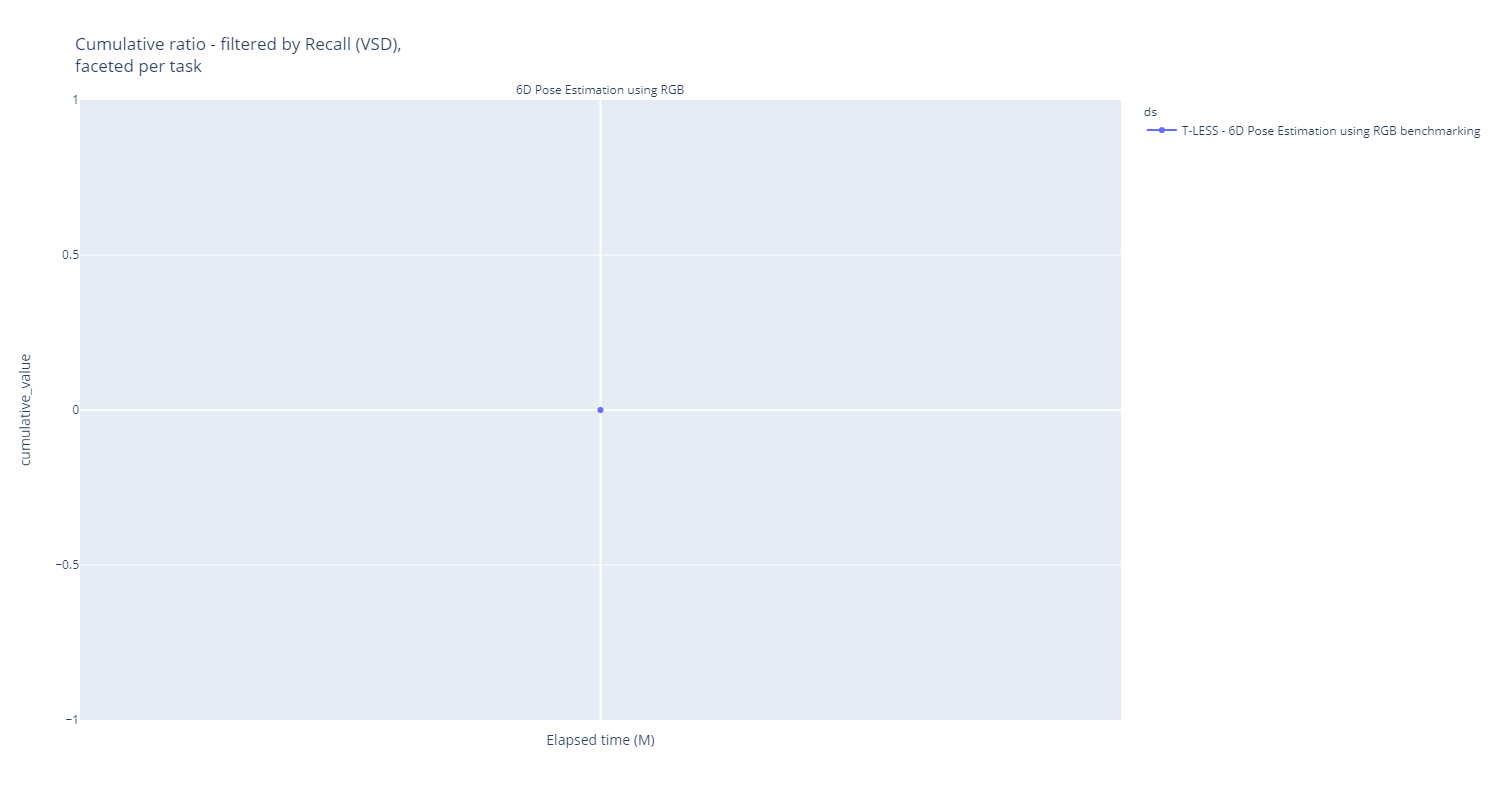 Cumulative ratio - filtered by Recall (VSD),
faceted per task
6D Pose Estimation using RGB
1
0.5
0
−0.5
−1
cumulative_value
Elapsed time (M)
ds
T-LESS - 6D Pose Estimation using RGB benchmarking